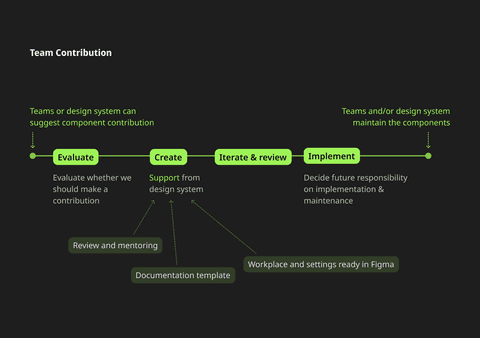 Team Contribution
Teams or design system can
suggest component contribution
Teams and/or design system
maintain the components
Evaluate
Create
Iterate & review
Implement
Evaluate whether we
should make a
contribution
Support from
design system
Decide future responsibility
on implementation &
maintenance
Review and mentoring
Workplace and settings ready in Figma
Documentation template